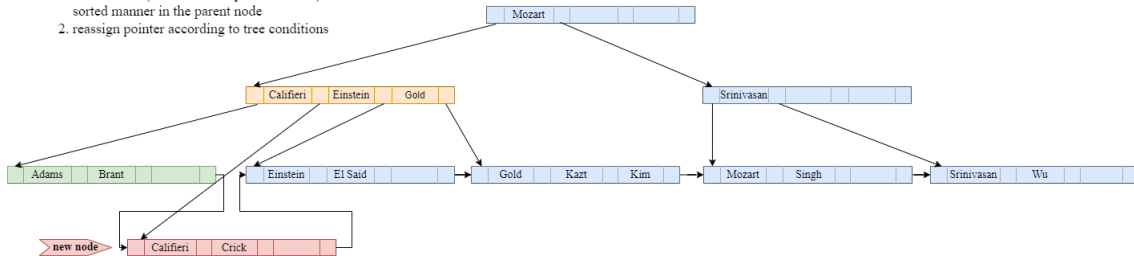 sorted manner in the parent node
2. reassign pointer according to tree conditions
Mozart
Califieri Einstein Gold
Srinivasan
Adams Brant
Einstein El Said
Gold Kazt Kim
Mozart Singh
Srinivasan Wu
new node
Califieri Crick